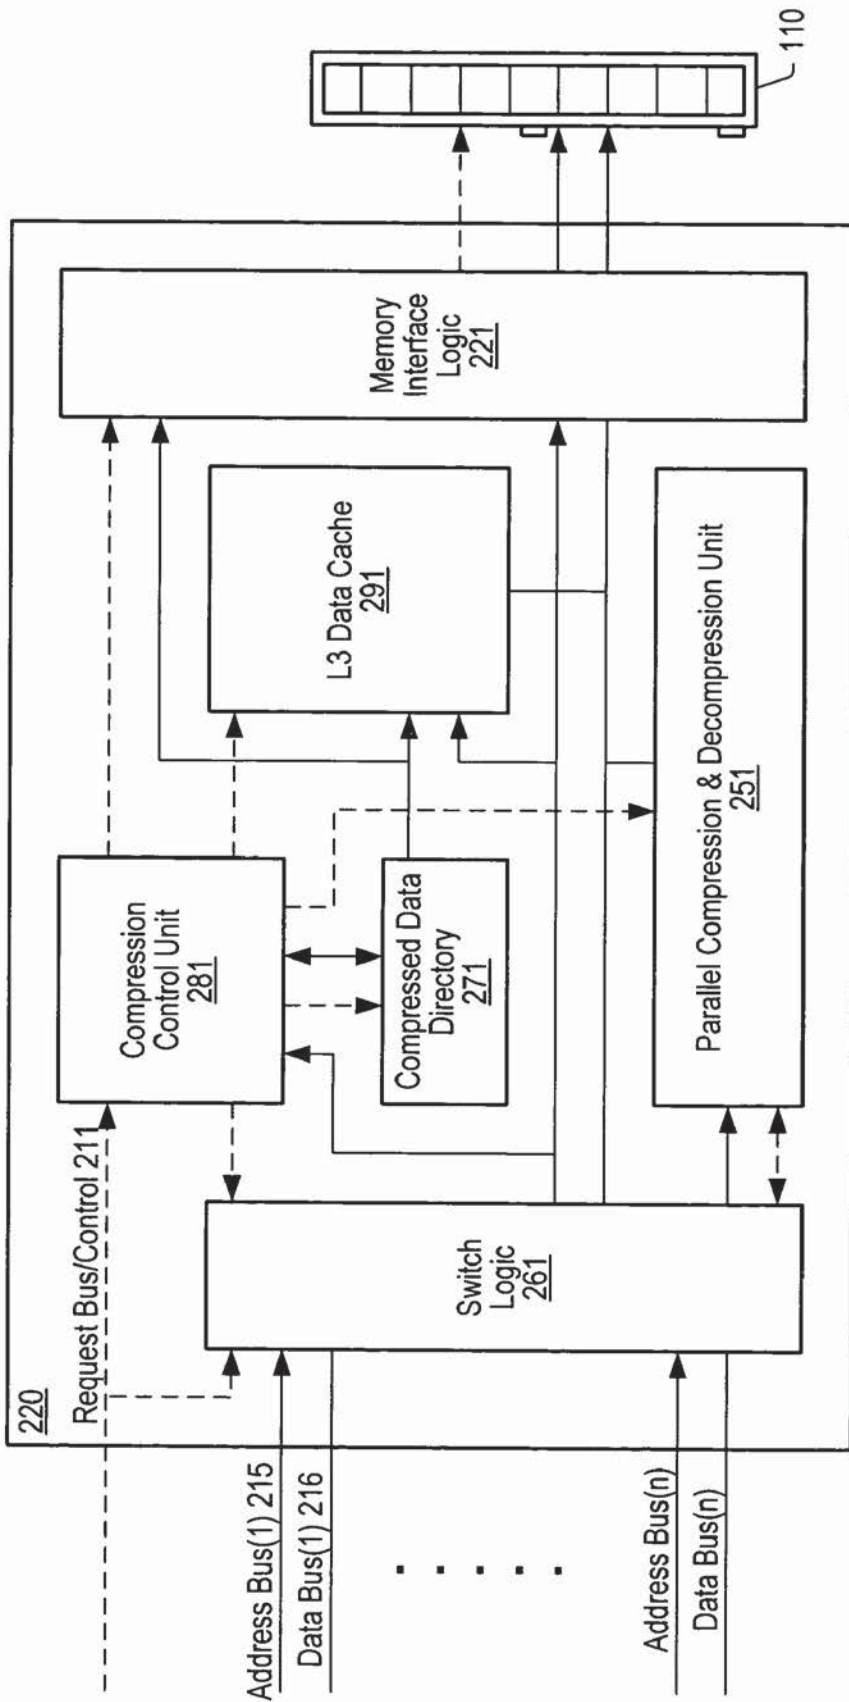 220
Request Bus/Control 211
Address Bus(1) 215
Data Bus(1) 216
Address Bus(n)
Data Bus(n)
Switch
Logic
261
Compression
Control Unit
281
Compressed Data
Directory
271
L3 Data Cache
291
Parallel Compression & Decompression Unit
251
Memory
Interface
Logic
221
110